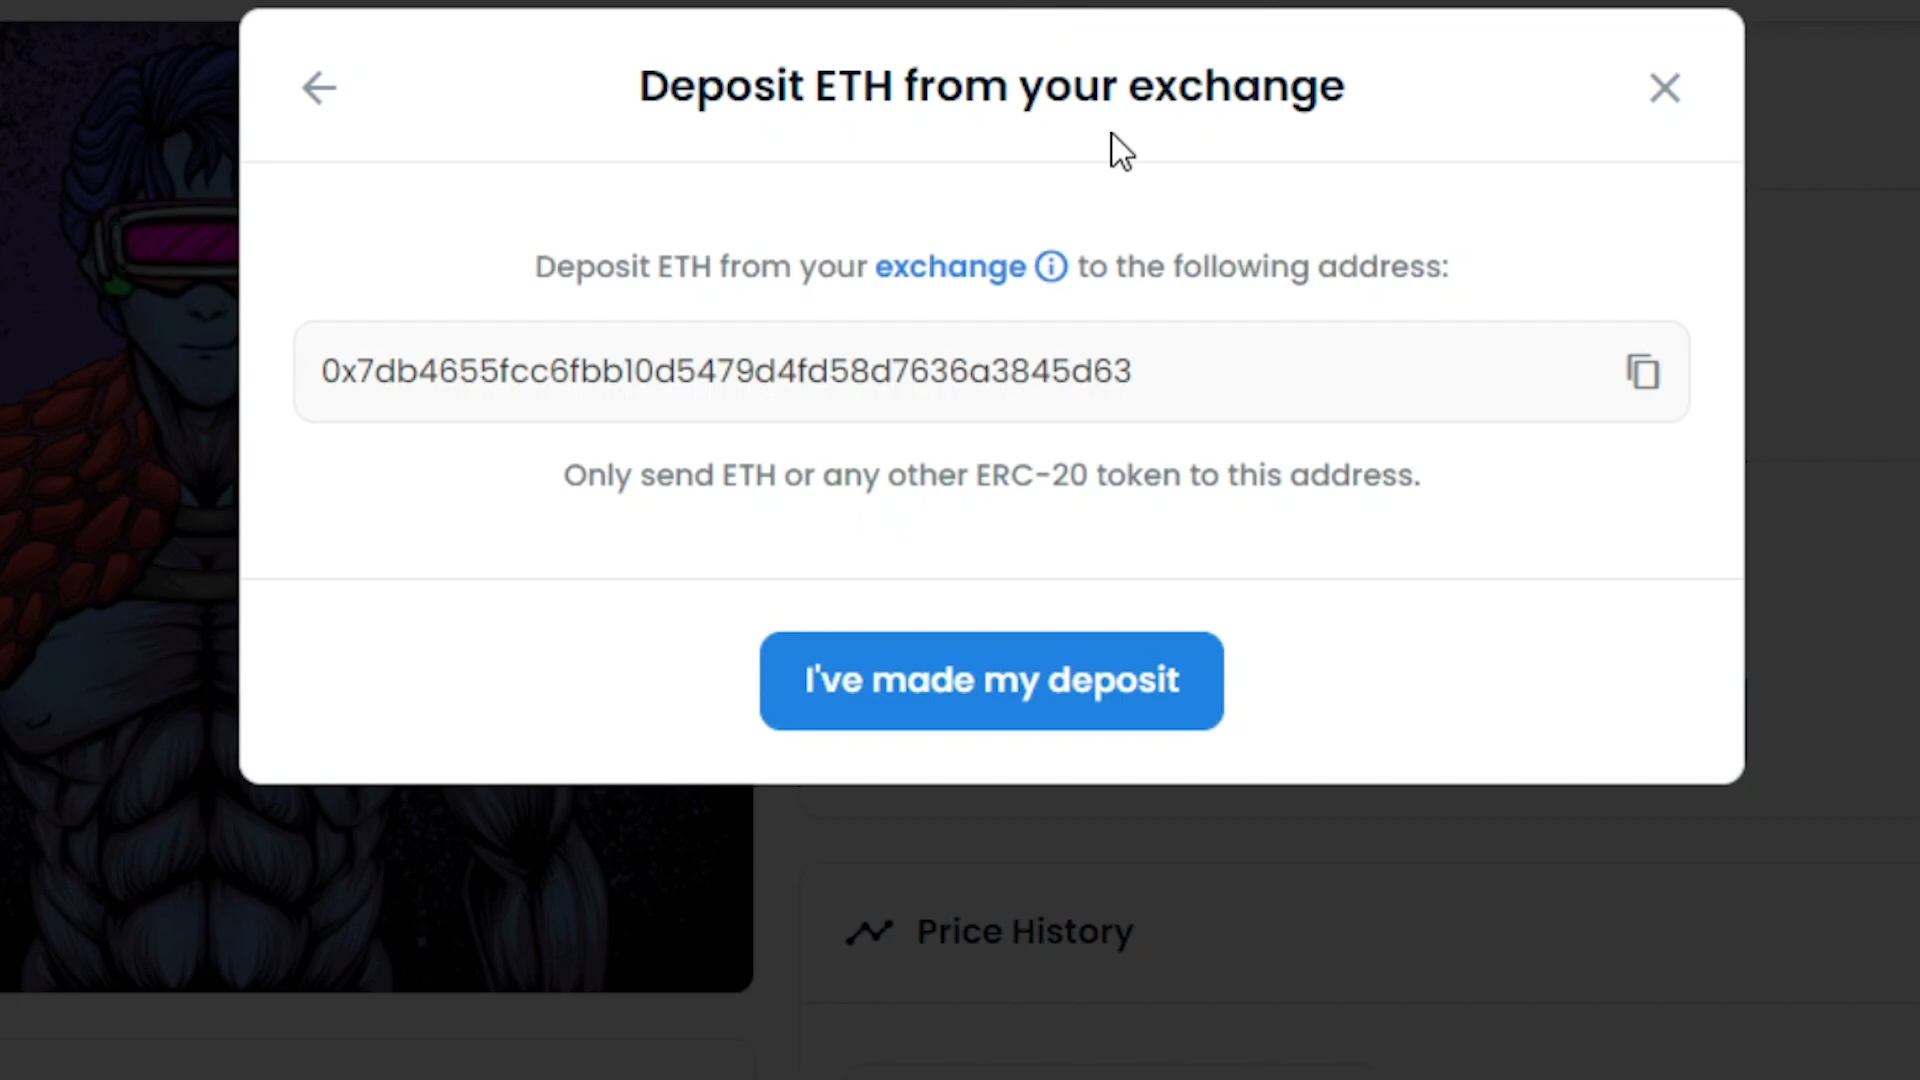 Deposit ETH from your exchange
Deposit ETH from your exchange to the following address:
0x7db4655fcc6fbb10d5479d4fd58d7636a3845d63
Only send ETH or any other ERC-20 token to this address.
I've made my deposit
Price History